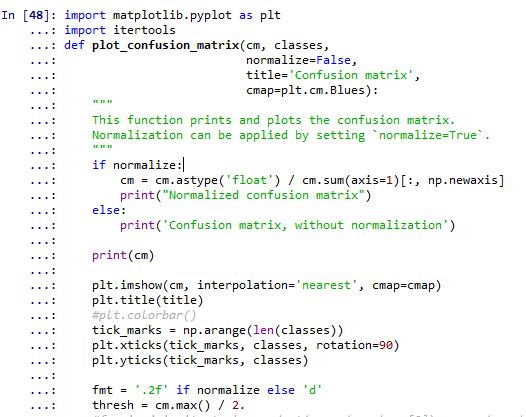 In [48]: import matplotlib.pyplot as plt
    ...: import itertools
    ...: def plot_confusion_matrix(cm, classes,
    ...:                           normalize=False,
    ...:                           title='Confusion matrix',
    ...:                           cmap=plt.cm.Blues):
    ...:     """
    ...:     This function prints and plots the confusion matrix.
    ...:     Normalization can be applied by setting `normalize=True`.
    ...:     """
    ...:     if normalize:
    ...:         cm = cm.astype('float') / cm.sum(axis=1)[:, np.newaxis]
    ...:         print("Normalized confusion matrix")
    ...:     else:
    ...:         print('Confusion matrix, without normalization')
    ...:
    ...:     print(cm)
    ...:
    ...:     plt.imshow(cm, interpolation='nearest', cmap=cmap)
    ...:     plt.title(title)
    ...:     #plt.colorbar()
    ...:     tick_marks = np.arange(len(classes))
    ...:     plt.xticks(tick_marks, classes, rotation=90)
    ...:     plt.yticks(tick_marks, classes)
    ...:
    ...:     fmt = '.2f' if normalize else 'd'
    ...:     thresh = cm.max() / 2.